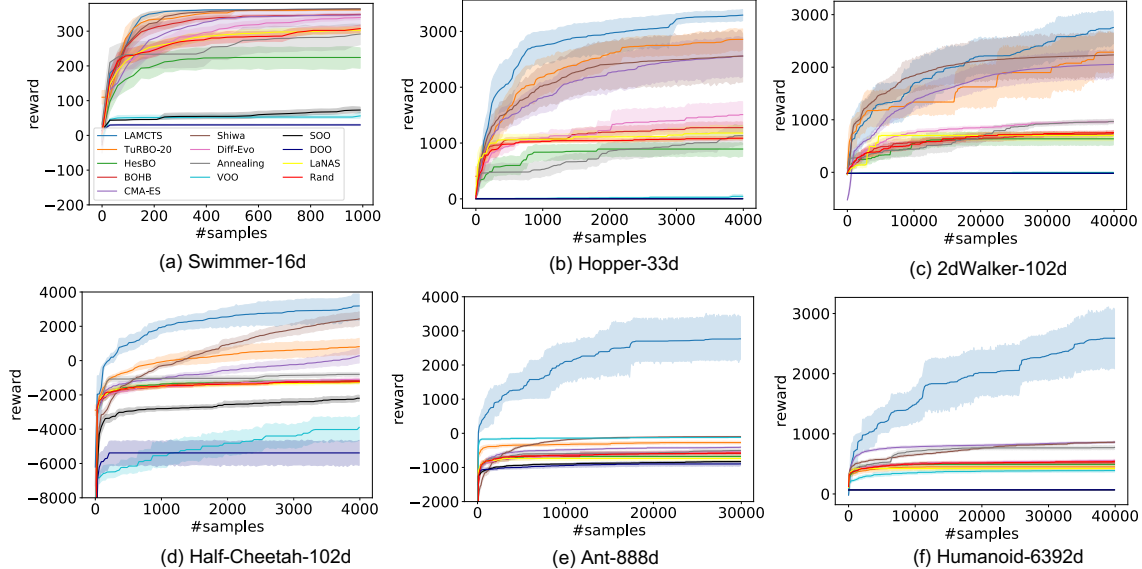 reward
300
200
100
0
−100
−200
LAMCTS
TuRBO-20
HesBO
BOHB
CMA-ES
Shiwa
Diff-Evo
Annealing
VOO
SOO
DOO
LaNAS
Rand
0 200 400 600 800 1000
#samples
(a) Swimmer-16d
reward
3000
2000
1000
0
0 1000 2000 3000 4000
#samples
(b) Hopper-33d
reward
3000
2000
1000
0
0 10000 20000 30000 40000
#samples
(c) 2dWalker-102d
reward
4000
2000
0
−2000
−4000
−6000
−8000
0 1000 2000 3000 4000
#samples
(d) Half-Cheetah-102d
reward
4000
3000
2000
1000
0
−1000
−2000
0 10000 20000 30000
#samples
(e) Ant-888d
reward
3000
2000
1000
0
0 10000 20000 30000 40000
#samples
(f) Humanoid-6392d